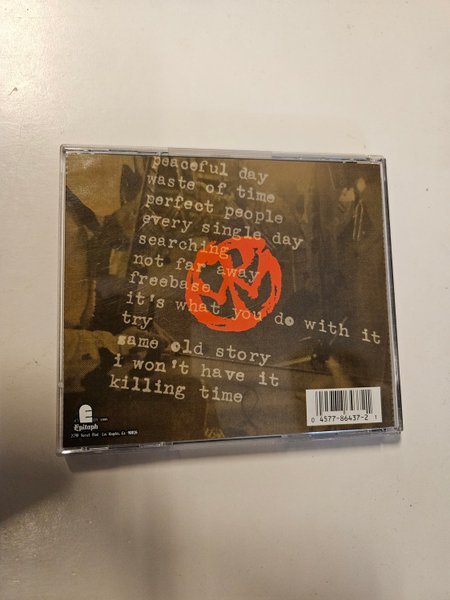 peaceful day
waste of time
perfect people
every single day
searching
not far away
freebase
it's what you do with it
try
same old story
i won't have it
killing time
E
Epitaph
0 4577-86437-2 1